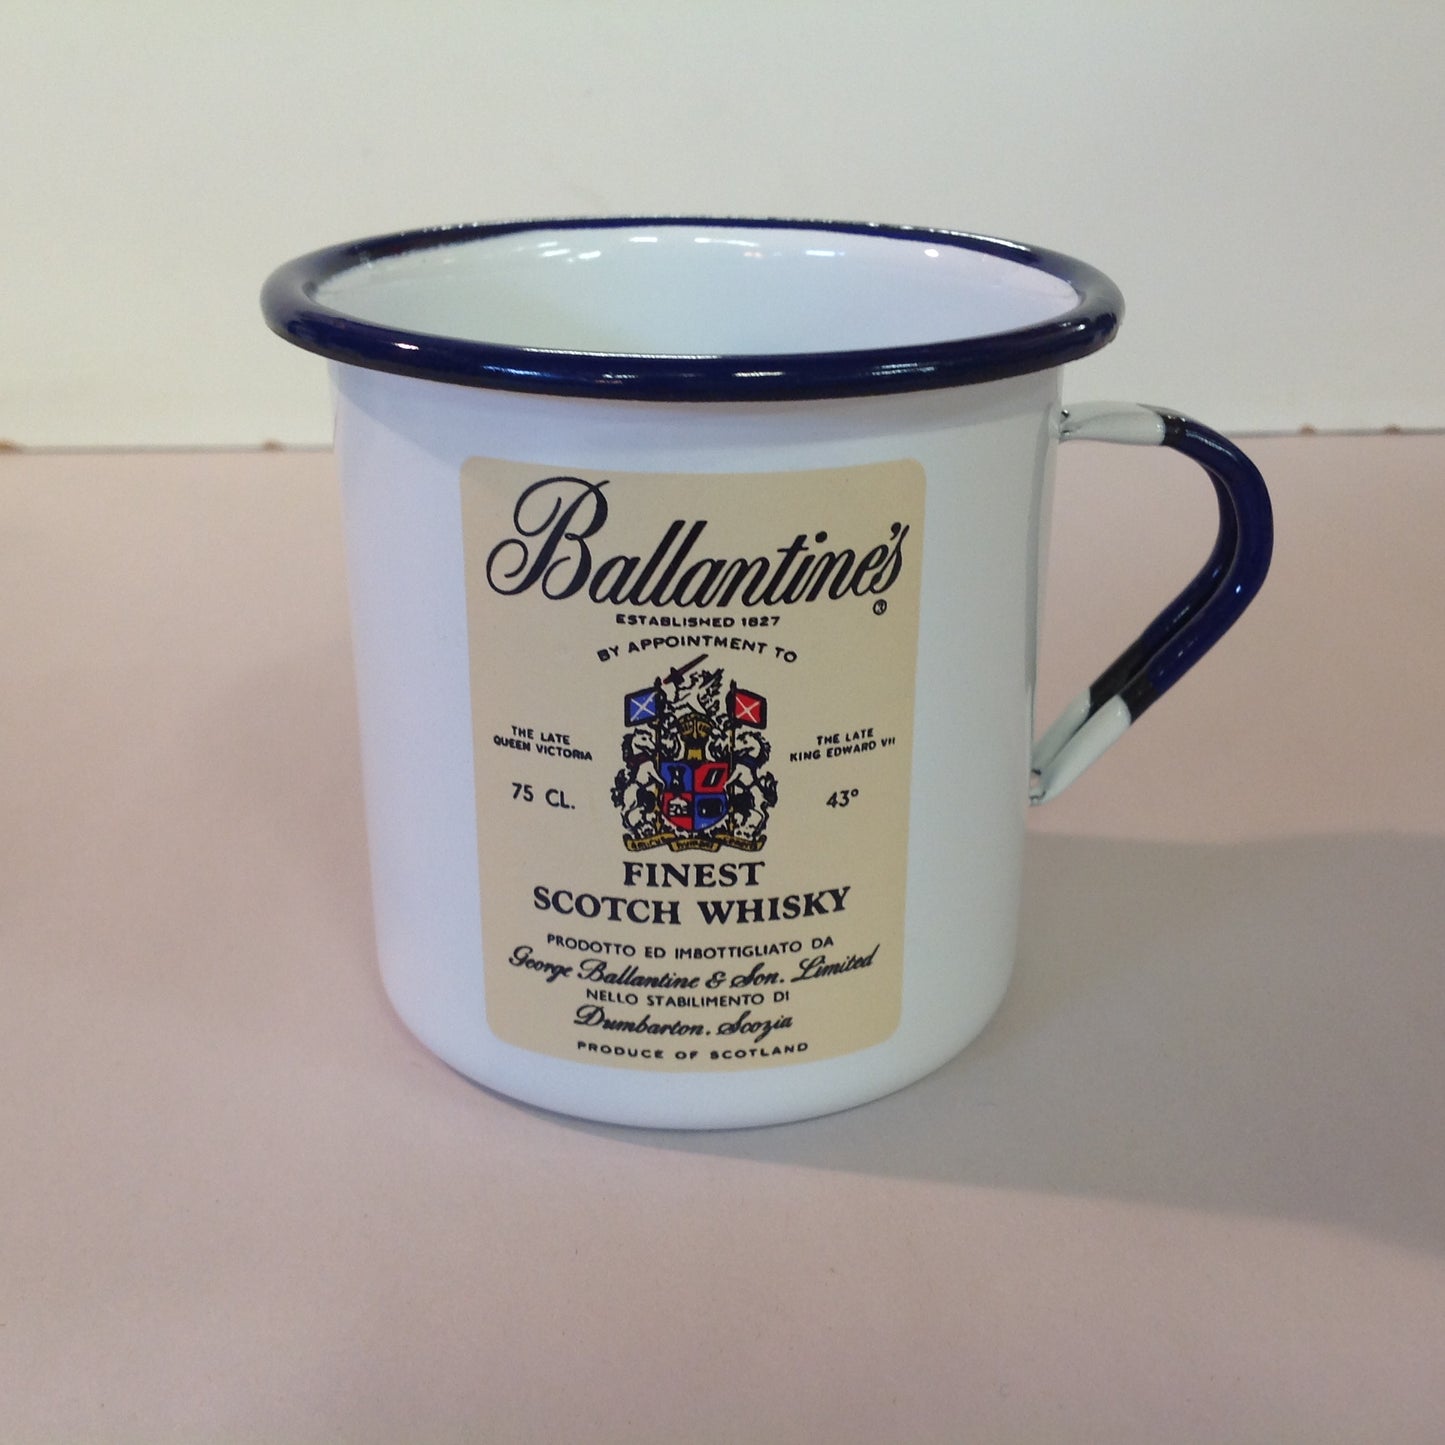 Ballantine's
®
ESTABLISHED 1827
BY APPOINTMENT TO
THE LATE
QUEEN VICTORIA
THE LATE
KING EDWARD VII
75 CL.
43°
FINEST
SCOTCH WHISKY
PRODOTTO ED IMBOTTIGLIATO DA
George Ballantine & Son. Limited
NELLO STABILIMENTO DI
Dumbarton. Scozia
PRODUCE OF SCOTLAND